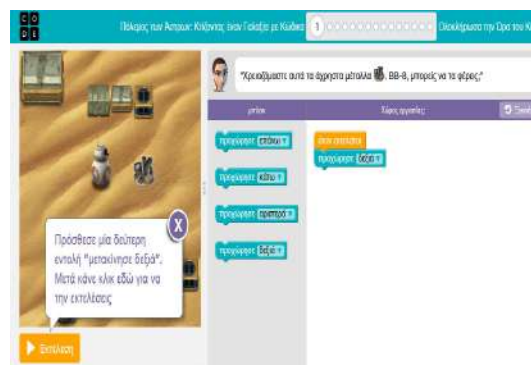 C O
D E
Πόλεμος των Άστρων: Κτίζοντας έναν Γαλαξία με Κώδικα
1
Ολοκλήρωσα την Ώρα του Κ
"Χρειαζόμαστε αυτά τα άχρηστα μέταλλα. BB-8, μπορείς να τα φέρεις;"
μπλοκ
Χώρος εργασίας:
προχώρησε επάνω
προχώρησε κάτω
προχώρησε αριστερά
προχώρησε δεξιά
όταν εκτελείται
προχώρησε δεξιά
X
Πρόσθεσε μία δεύτερη
εντολή "μετακίνησε δεξιά".
Μετά κάνε κλικ εδώ για να
την εκτελέσεις
Εκτέλεση